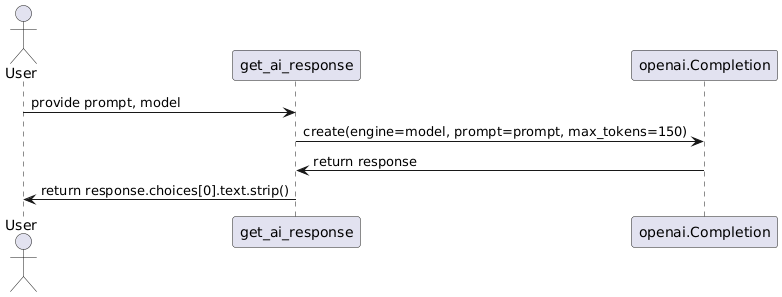 User
get_ai_response
openai.Completion
provide prompt, model
create(engine=model, prompt=prompt, max_tokens=150)
return response
return response.choices[0].text.strip()
User
get_ai_response
openai.Completion